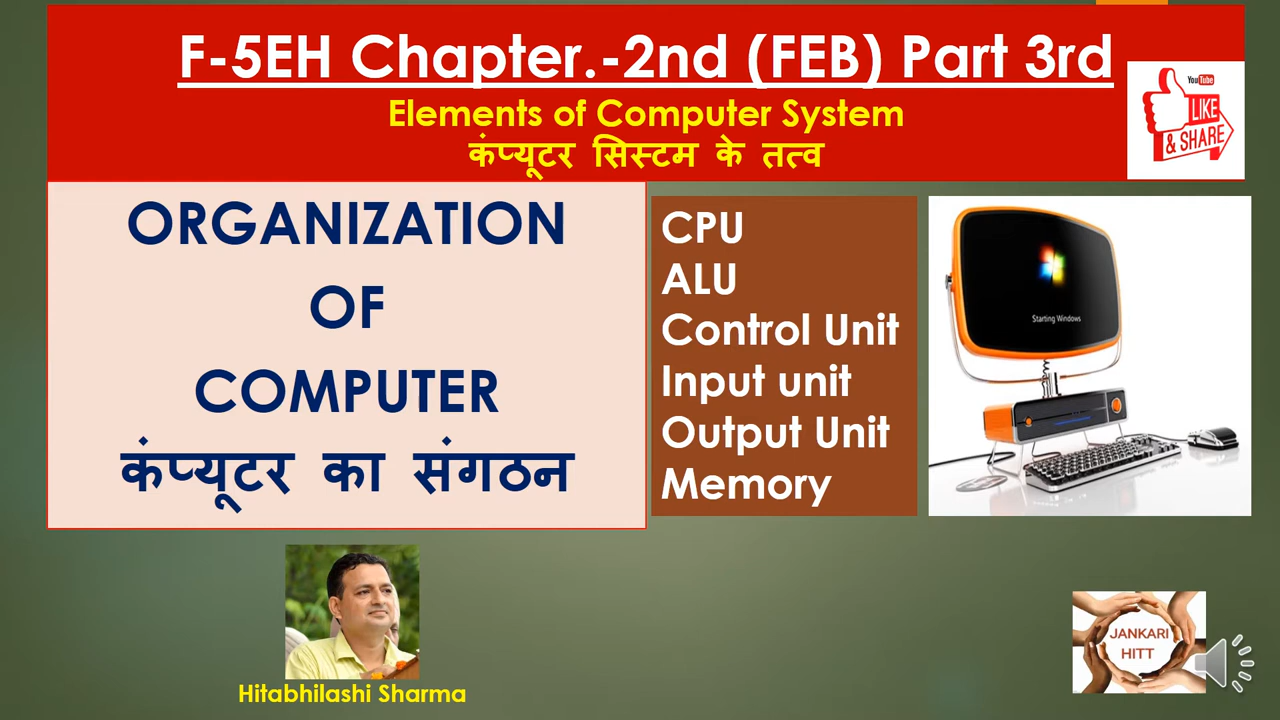 F-5EH Chapter.-2nd (FEB) Part 3rd
Elements of Computer System
कंप्यूटर सिस्टम के तत्व
YouTube
LIKE
& SHARE
ORGANIZATION
OF
COMPUTER
कंप्यूटर का संगठन
CPU
ALU
Control Unit
Input unit
Output Unit
Memory
Starting Windows
Hitabhilashi Sharma
JANKARI
HITT